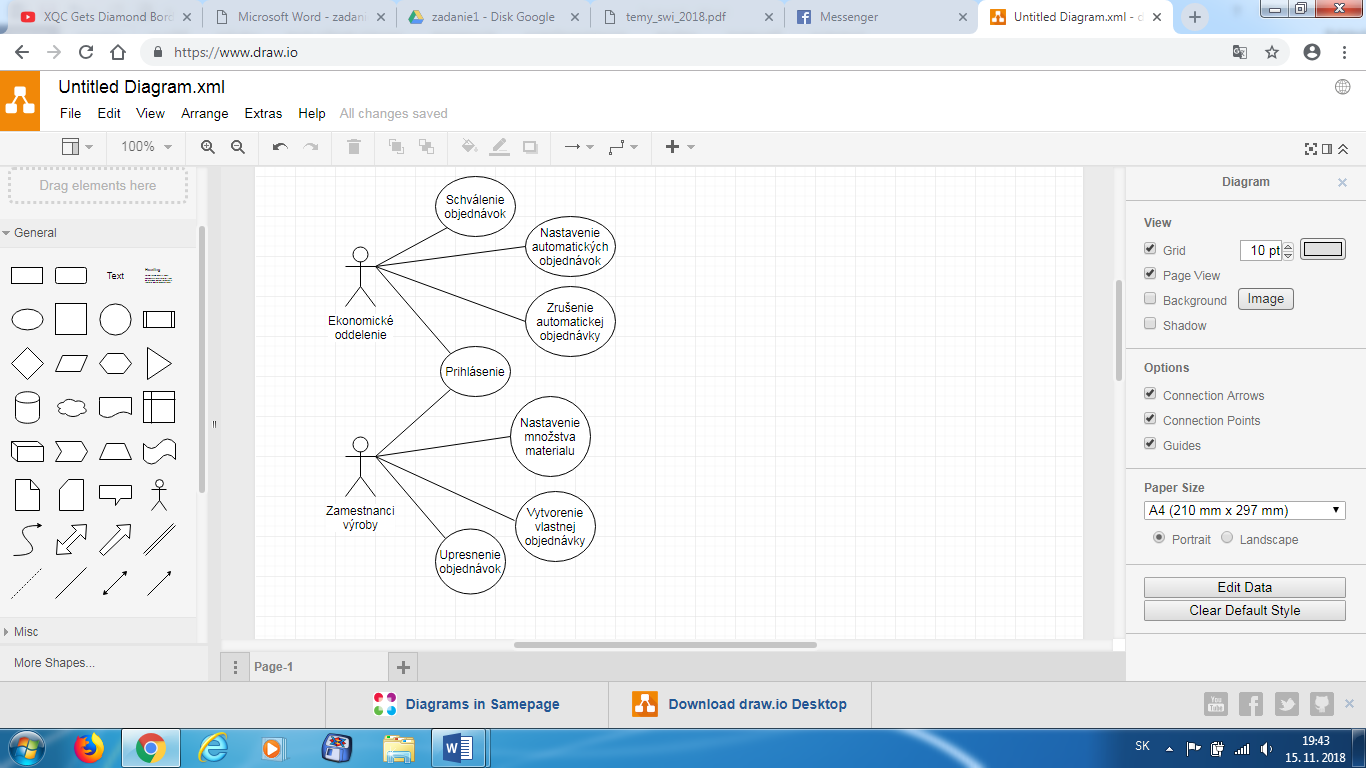 XQC Gets Diamond Bord
Microsoft Word - zadani
zadanie1 - Disk Google
temy_swi_2018.pdf
Messenger
Untitled Diagram.xml - d
https://www.draw.io
Untitled Diagram.xml
File Edit View Arrange Extras Help All changes saved
100%
Drag elements here
General
Text
Heading
Misc
More Shapes...
Schválenie
objednávok
Nastavenie
automatických
objednávok
Zrušenie
automatickej
objednávky
Ekonomické
oddelenie
Prihlásenie
Nastavenie
množstva
materialu
Zamestnanci
výroby
Vytvorenie
vlastnej
objednávky
Upresnenie
objednávok
Diagram
View
Grid 10 pt
Page View
Background Image
Shadow
Options
Connection Arrows
Connection Points
Guides
Paper Size
A4 (210 mm x 297 mm)
Portrait Landscape
Edit Data
Clear Default Style
Page-1
Diagrams in Samepage
Download draw.io Desktop
You
Tube
SK
19:43
15. 11. 2018